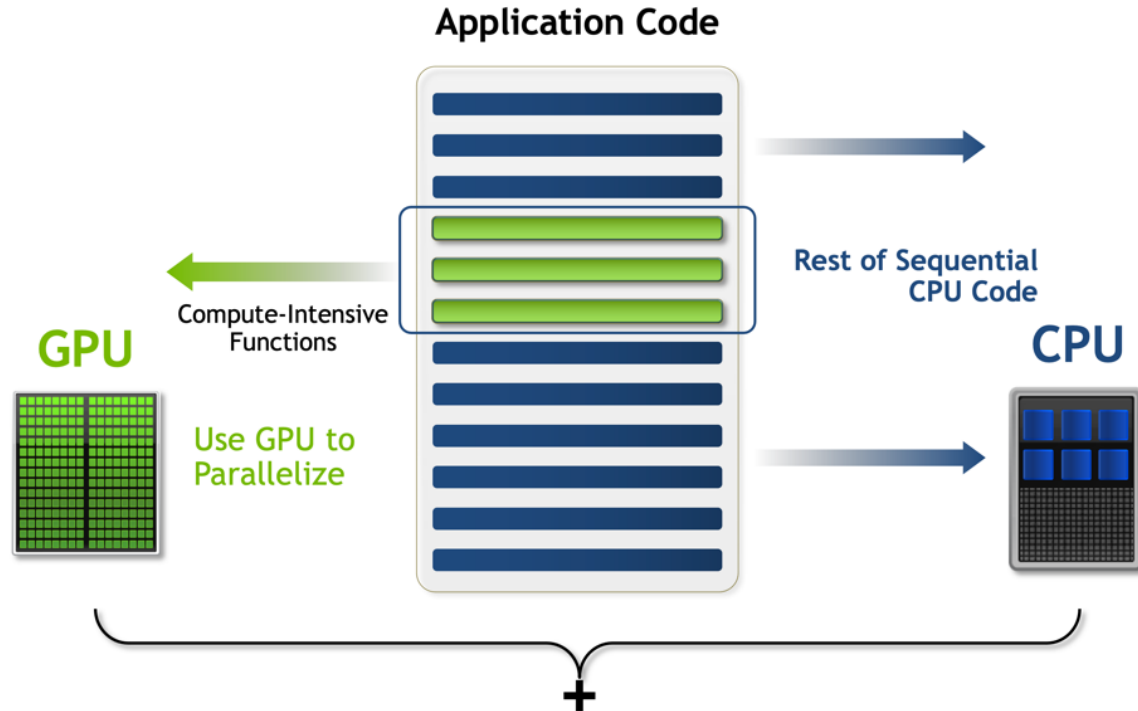 Application Code
Rest of Sequential
CPU Code
Compute-Intensive
Functions
GPU
CPU
Use GPU to
Parallelize
+